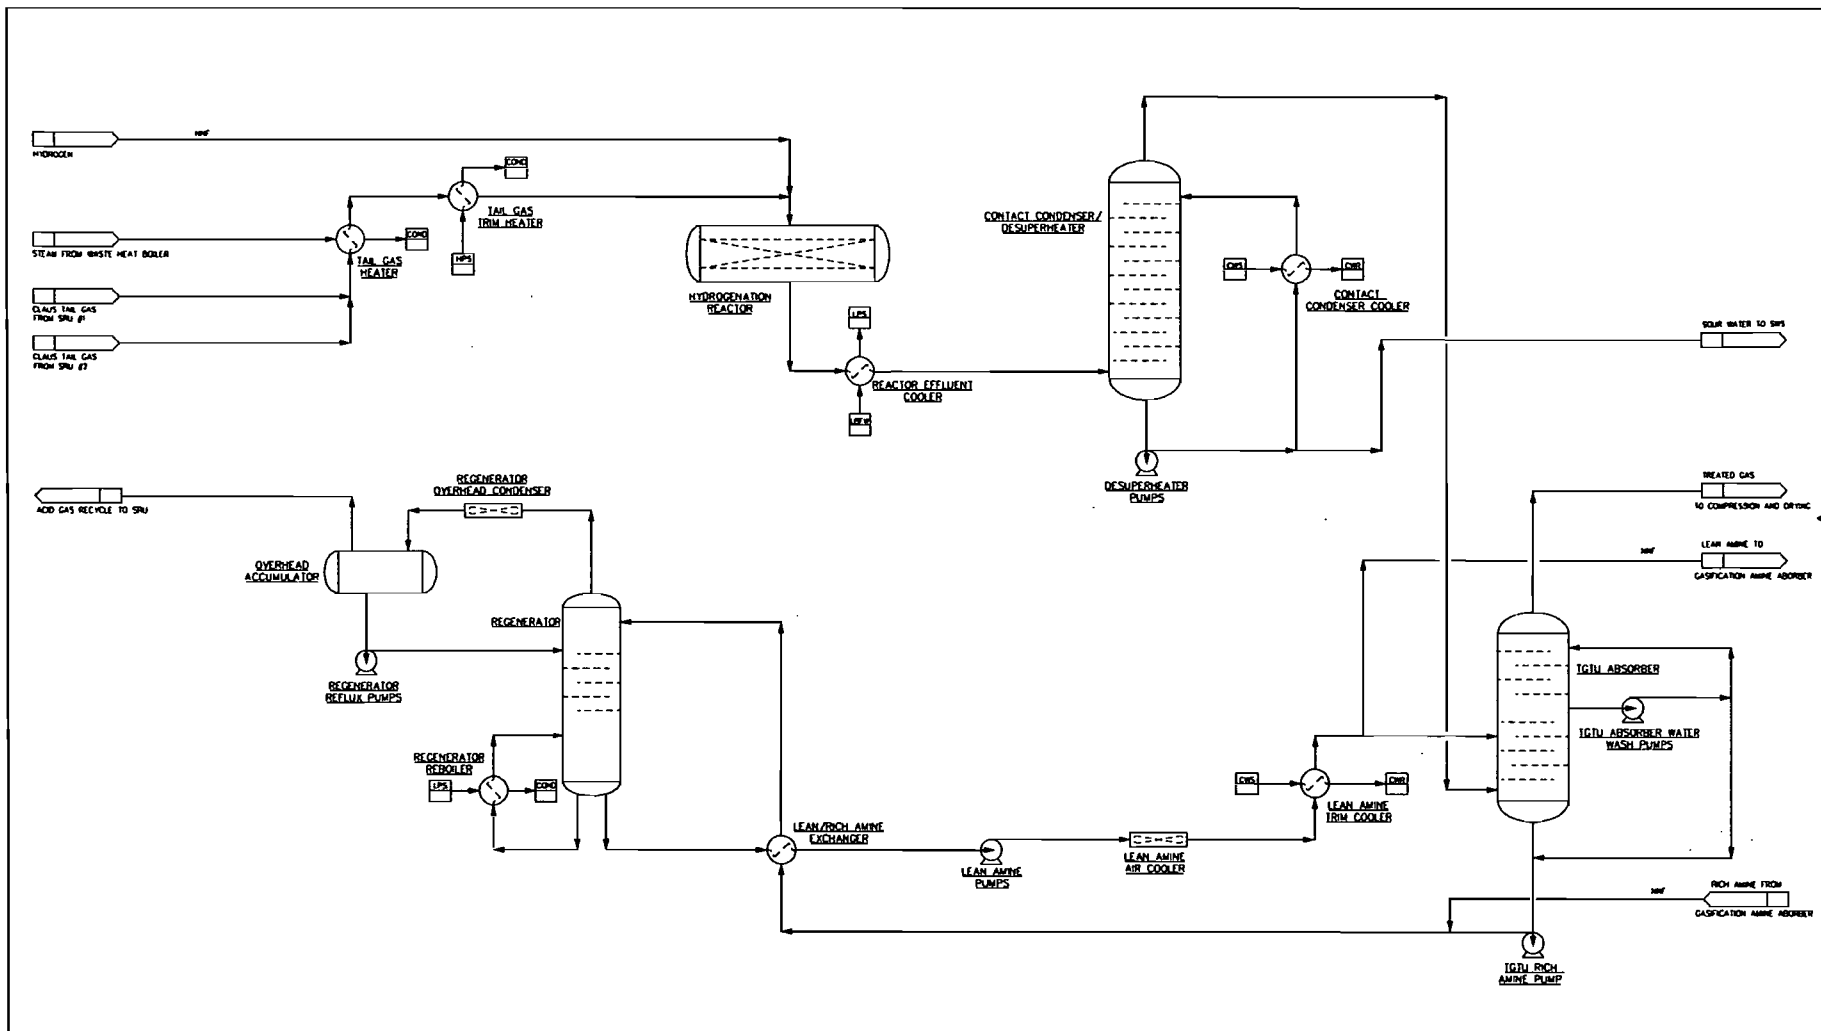 NNF
HYDROGEN
COND
TAIL GAS
TRIM HEATER
STEAM FROM WASTE HEAT BOILER
COND
TAIL GAS
HEATER
HPS
CLAUS TAIL GAS
FROM SRU #1
CLAUS TAIL GAS
FROM SRU #2
HYDROGENATION
REACTOR
LPS
REACTOR EFFLUENT
COOLER
CONTACT CONDENSER/
DESUPERHEATER
CWS
CWR
CONTACT
CONDENSER COOLER
SOUR WATER TO SWS
DESUPERHEATER
PUMPS
TREATED GAS
TO COMPRESSION AND DRYING
NNF
LEAN AMINE TO
GASIFICATION AMINE ABORBER
REGENERATOR
OVERHEAD CONDENSER
ACID GAS RECYCLE TO SRU
OVERHEAD
ACCUMULATOR
REGENERATOR
REGENERATOR
REFLUX PUMPS
REGENERATOR
REBOILER
LPS
COND
LEAN/RICH AMINE
EXCHANGER
LEAN AMINE
PUMPS
LEAN AMINE
AIR COOLER
CWS
CWR
LEAN AMINE
TRIM COOLER
TGTU ABSORBER
TGTU ABSORBER WATER
WASH PUMPS
NNF
RICH AMINE FROM
GASIFICATION AMINE ABORBER
TGTU RICH
AMINE PUMP